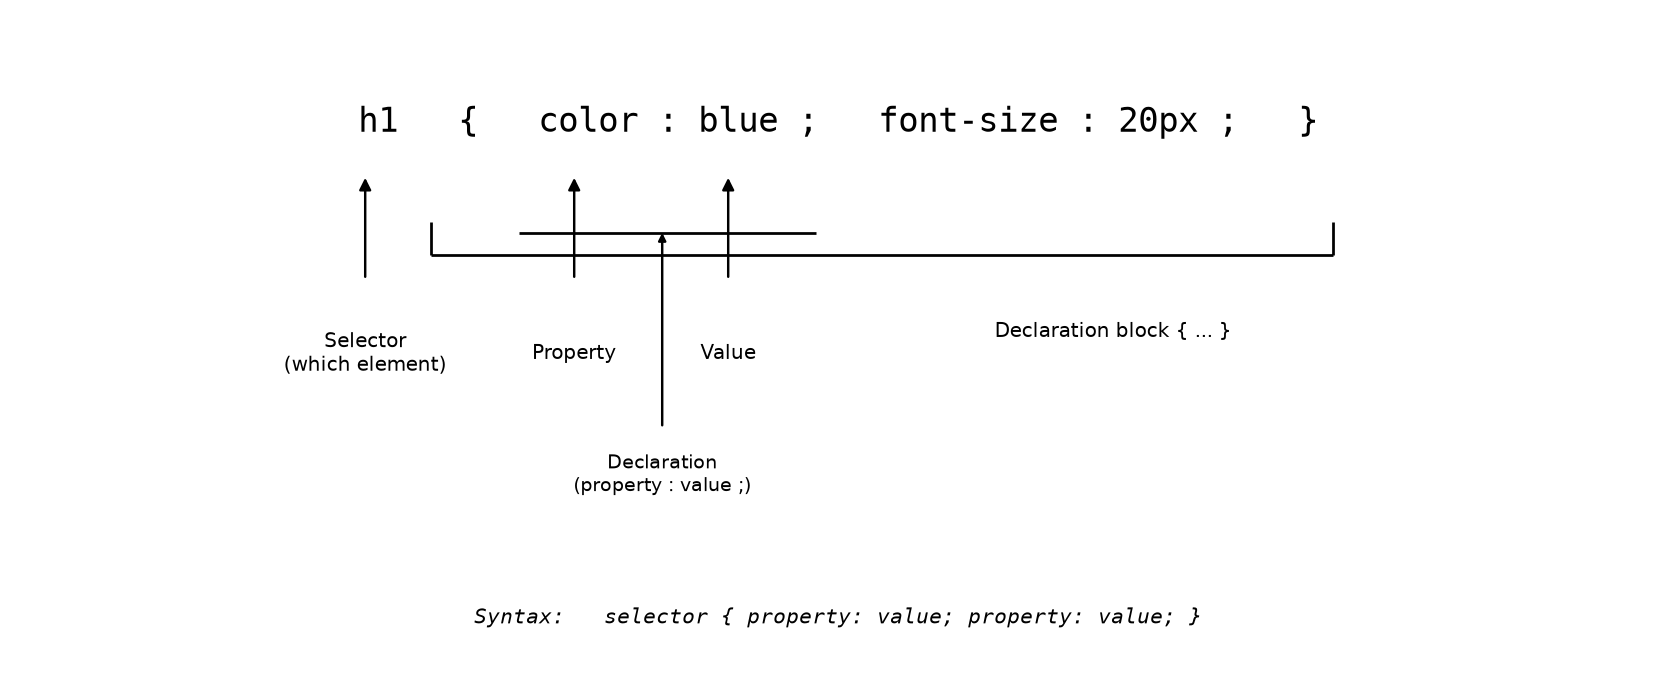 h1 { color : blue ; font-size : 20px ; }
Selector
(which element)
Property
Value
Declaration block { ... }
Declaration
(property : value ;)
Syntax: selector { property: value; property: value; }